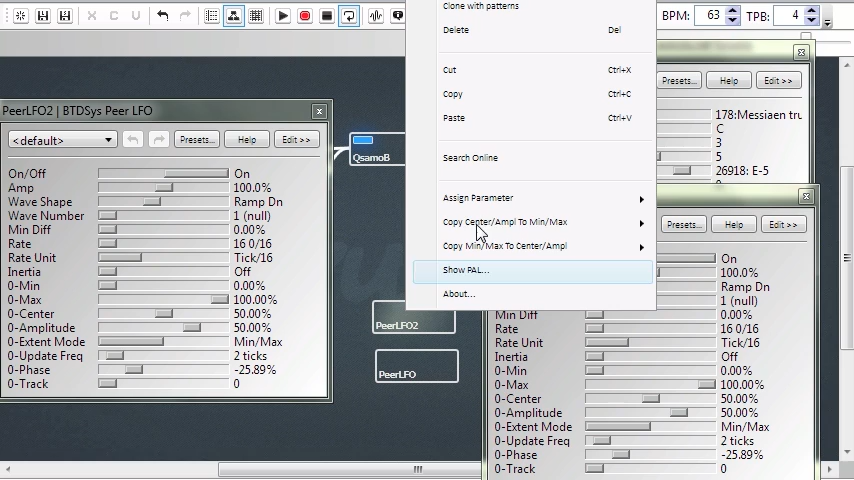 Clone with patterns
BPM: 63 TPB: 4
Delete Del
Cut Ctrl+X
Copy Ctrl+C
Paste Ctrl+V
Search Online
Assign Parameter
Copy Center/Ampl To Min/Max
Copy Min/Max To Center/Ampl
Show PAL...
About...
PeerLFO2 | BTDSys Peer LFO
<default> Presets... Help Edit >>
On/Off On
Amp 100.0%
Wave Shape Ramp Dn
Wave Number 1 (null)
Min Diff 0.00%
Rate 16 0/16
Rate Unit Tick/16
Inertia Off
0-Min 0.00%
0-Max 100.00%
0-Center 50.00%
0-Amplitude 50.00%
0-Extent Mode Min/Max
0-Update Freq 2 ticks
0-Phase -25.89%
0-Track 0
QsamoB
PeerLFO2
PeerLFO
Presets... Help Edit >>
178:Messiaen tru
C
3
5
26918: E-5
Presets... Help Edit >>
On
100.0%
Ramp Dn
1 (null)
Min Diff 0.00%
Rate 16 0/16
Rate Unit Tick/16
Inertia Off
0-Min 0.00%
0-Max 100.00%
0-Center 50.00%
0-Amplitude 50.00%
0-Extent Mode Min/Max
0-Update Freq 2 ticks
0-Phase -25.89%
0-Track 0